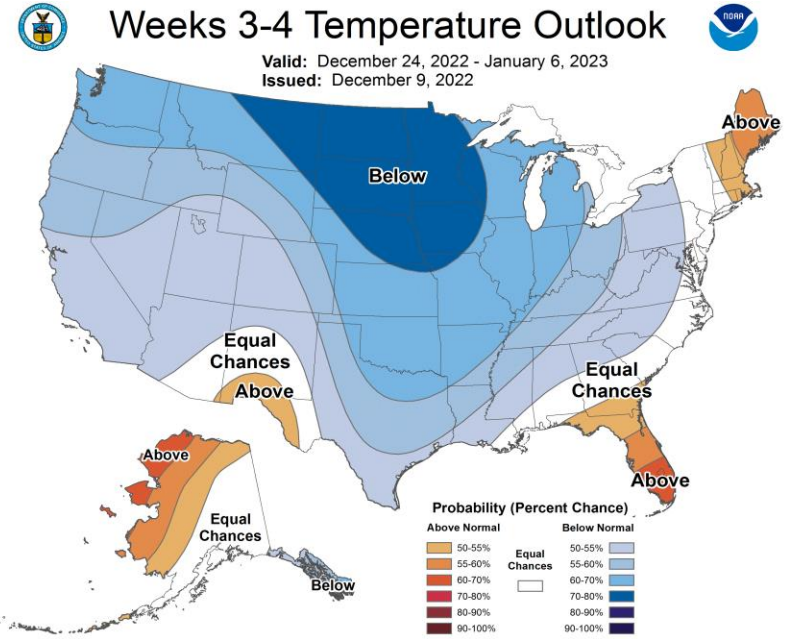 Weeks 3-4 Temperature Outlook
NOAA
Valid: December 24, 2022 - January 6, 2023
Issued: December 9, 2022
Above
Below
Equal
Chances
Above
Equal
Chances
Above
Above
Equal
Chances
Below
Probability (Percent Chance)
Above Normal
Below Normal
Equal
Chances
50-55%
55-60%
60-70%
70-80%
80-90%
90-100%
50-55%
55-60%
60-70%
70-80%
80-90%
90-100%